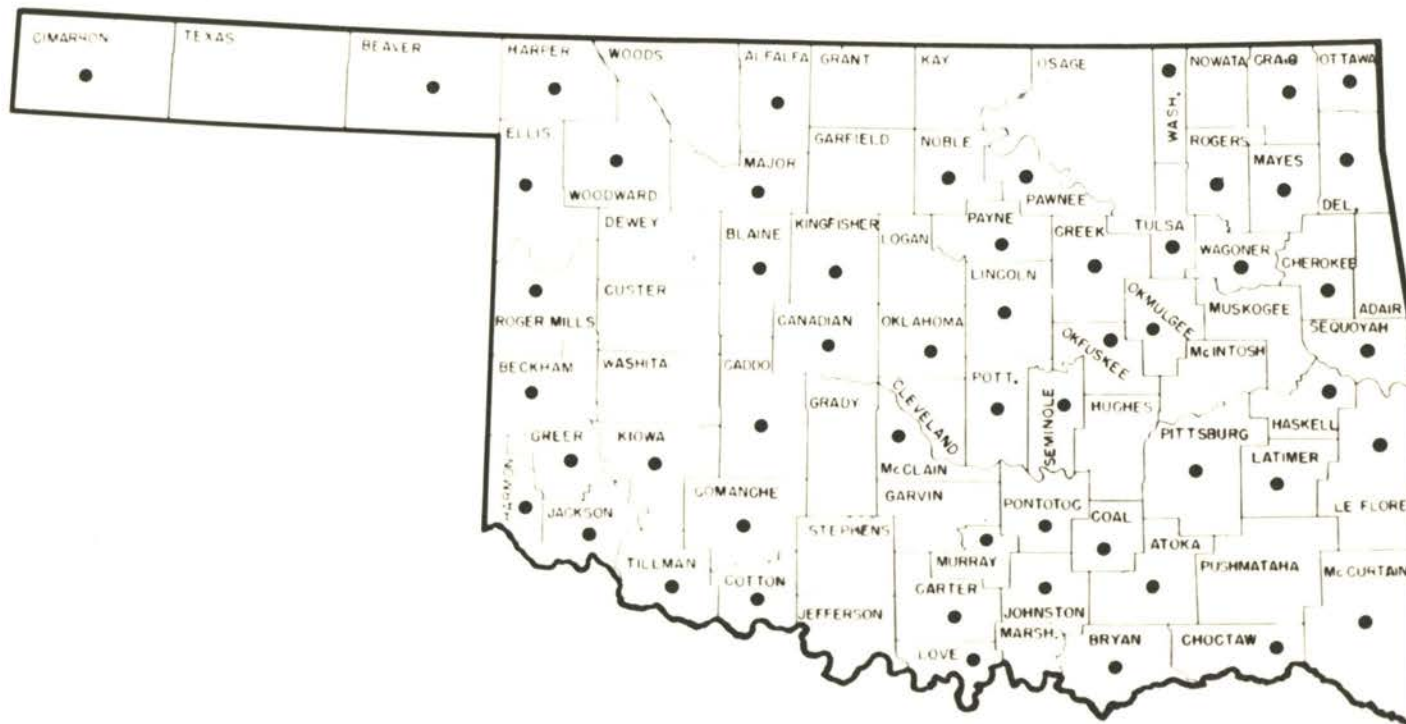 CIMARRON
TEXAS
BEAVER
HARPER
WOODS
ALFALFA
GRANT
KAY
OSAGE
WASH.
NOWATA
CRAIG
OTTAWA
ELLIS
WOODWARD
MAJOR
GARFIELD
NOBLE
PAWNEE
ROGERS
MAYES
DEL.
DEWEY
BLAINE
KINGFISHER
LOGAN
PAYNE
CREEK
TULSA
WAGONER
CHEROKEE
ADAIR
ROGER MILLS
CUSTER
CANADIAN
OKLAHOMA
LINCOLN
OKFUSKEE
OKMULGEE
MUSKOGEE
SEQUOYAH
BECKHAM
WASHITA
CADDO
GRADY
CLEVELAND
POTT.
SEMINOLE
HUGHES
McINTOSH
HASKELL
PITTSBURG
LATIMER
LE FLORE
HARMON
GREER
KIOWA
JACKSON
COMANCHE
McCLAIN
GARVIN
PONTOTOC
COAL
ATOKA
PUSHMATAHA
McCURTAIN
TILLMAN
COTTON
STEPHENS
JEFFERSON
MURRAY
CARTER
JOHNSTON
LOVE
MARSH.
BRYAN
CHOCTAW